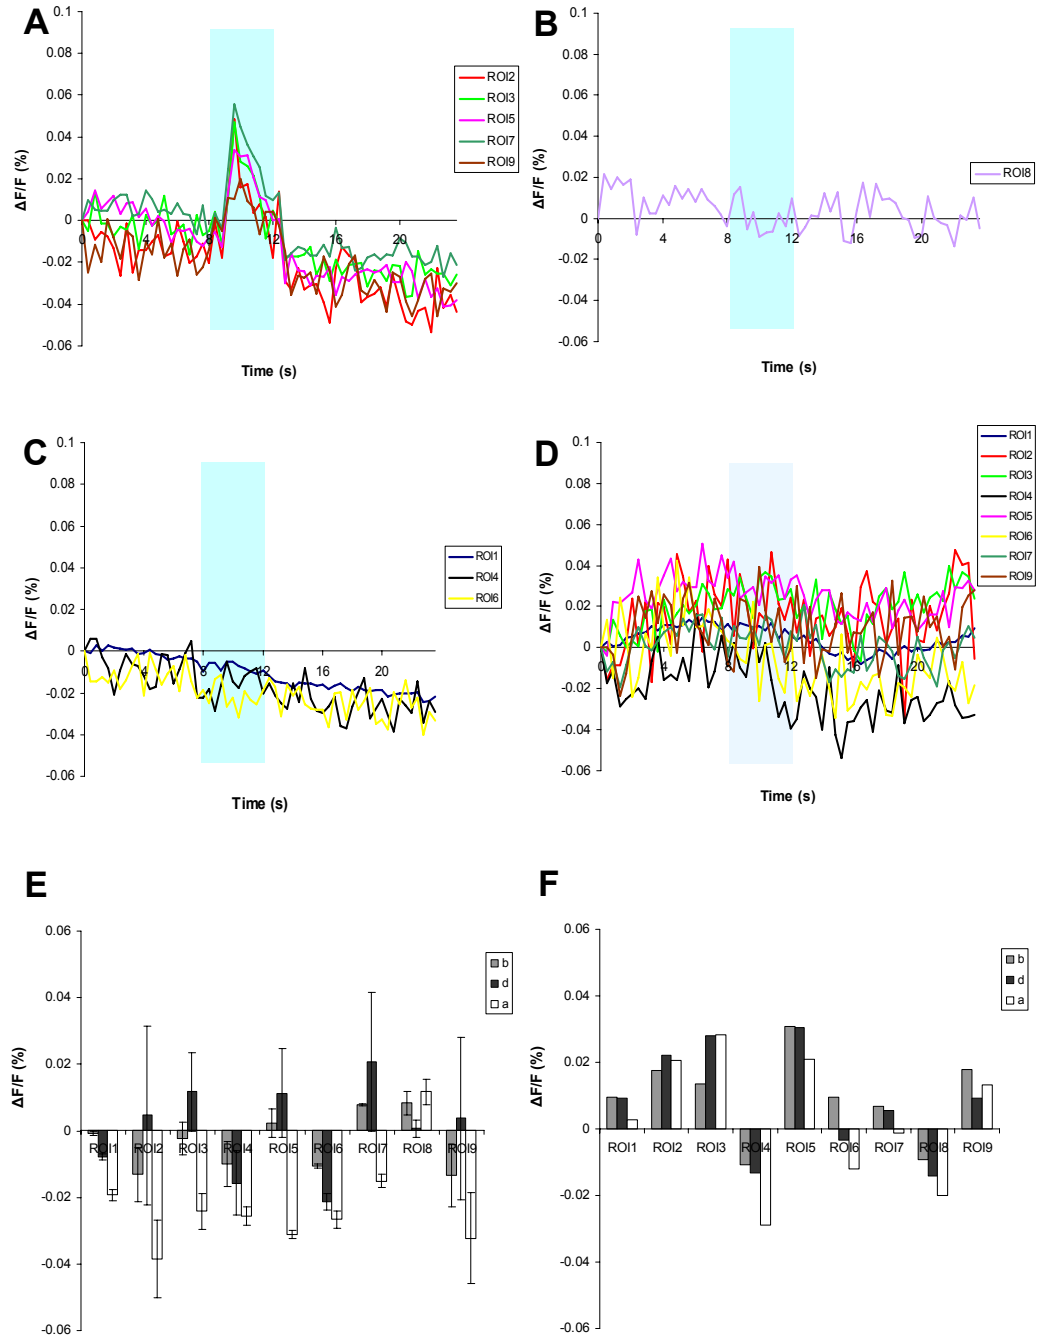 A
0.1
0.08
0.06
0.04
0.02
0
-0.02
-0.04
-0.06
0 4 8 12 16 20
ΔF/F (%)
Time (s)
ROI2
ROI3
ROI5
ROI7
ROI9
B
0.1
0.08
0.06
0.04
0.02
0
-0.02
-0.04
-0.06
0 4 8 12 16 20
ΔF/F (%)
Time (s)
ROI8
C
0.1
0.08
0.06
0.04
0.02
0
-0.02
-0.04
-0.06
0 4 8 12 16 20
ΔF/F (%)
Time (s)
ROI1
ROI4
ROI6
D
0.1
0.08
0.06
0.04
0.02
0
-0.02
-0.04
-0.06
0 4 8 12 16 20
ΔF/F (%)
Time (s)
ROI1
ROI2
ROI3
ROI4
ROI5
ROI6
ROI7
ROI9
E
0.06
0.04
0.02
0
-0.02
-0.04
-0.06
ΔF/F (%)
ROI1 ROI2 ROI3 ROI4 ROI5 ROI6 ROI7 ROI8 ROI9
b
d
a
F
0.06
0.04
0.02
0
-0.02
-0.04
-0.06
ΔF/F (%)
ROI1 ROI2 ROI3 ROI4 ROI5 ROI6 ROI7 ROI8 ROI9
b
d
a